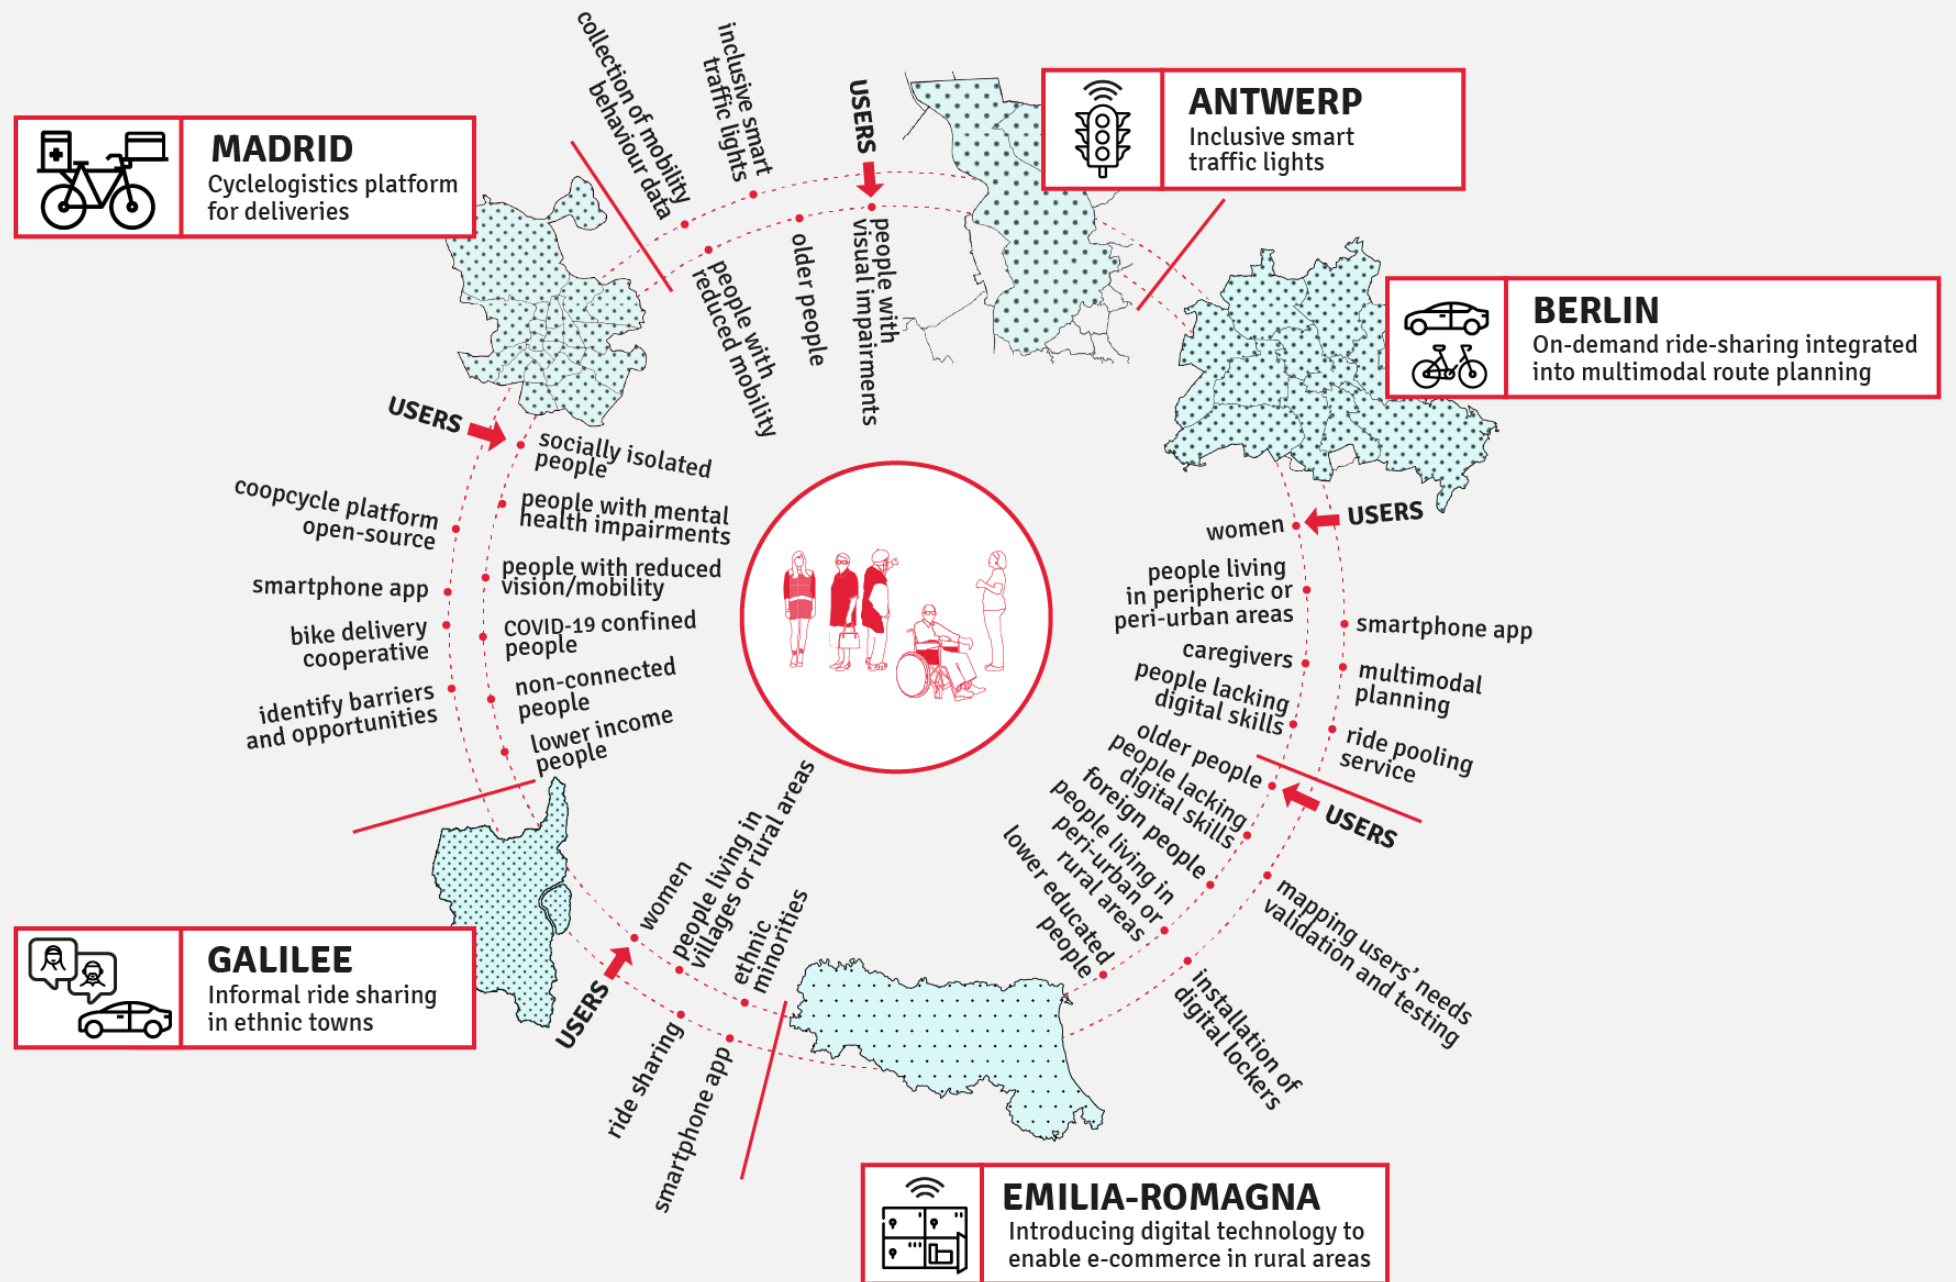 MADRID
Cyclelogistics platform
for deliveries
collection of mobility
behaviour data
inclusive smart
traffic lights
USERS
people with
visual impairments
older people
people with
reduced mobility
ANTWERP
Inclusive smart
traffic lights
BERLIN
On-demand ride-sharing integrated
into multimodal route planning
USERS
women
people living
in peripheric or
peri-urban areas
caregivers
people lacking
digital skills
smartphone app
multimodal
planning
ride pooling
service
USERS
older people
people lacking
digital skills
foreign people
people living in
peri-urban or
rural areas
lower educated
people
mapping users' needs
validation and testing
installation of
digital lockers
EMILIA-ROMAGNA
Introducing digital technology to
enable e-commerce in rural areas
USERS
women
people living in
villages or rural areas
ethnic
minorities
ride sharing
smartphone app
GALILEE
Informal ride sharing
in ethnic towns
USERS
socially isolated
people
people with mental
health impairments
people with reduced
vision/mobility
COVID-19 confined
people
non-connected
people
lower income
people
coopcycle platform
open-source
smartphone app
bike delivery
cooperative
identify barriers
and opportunities